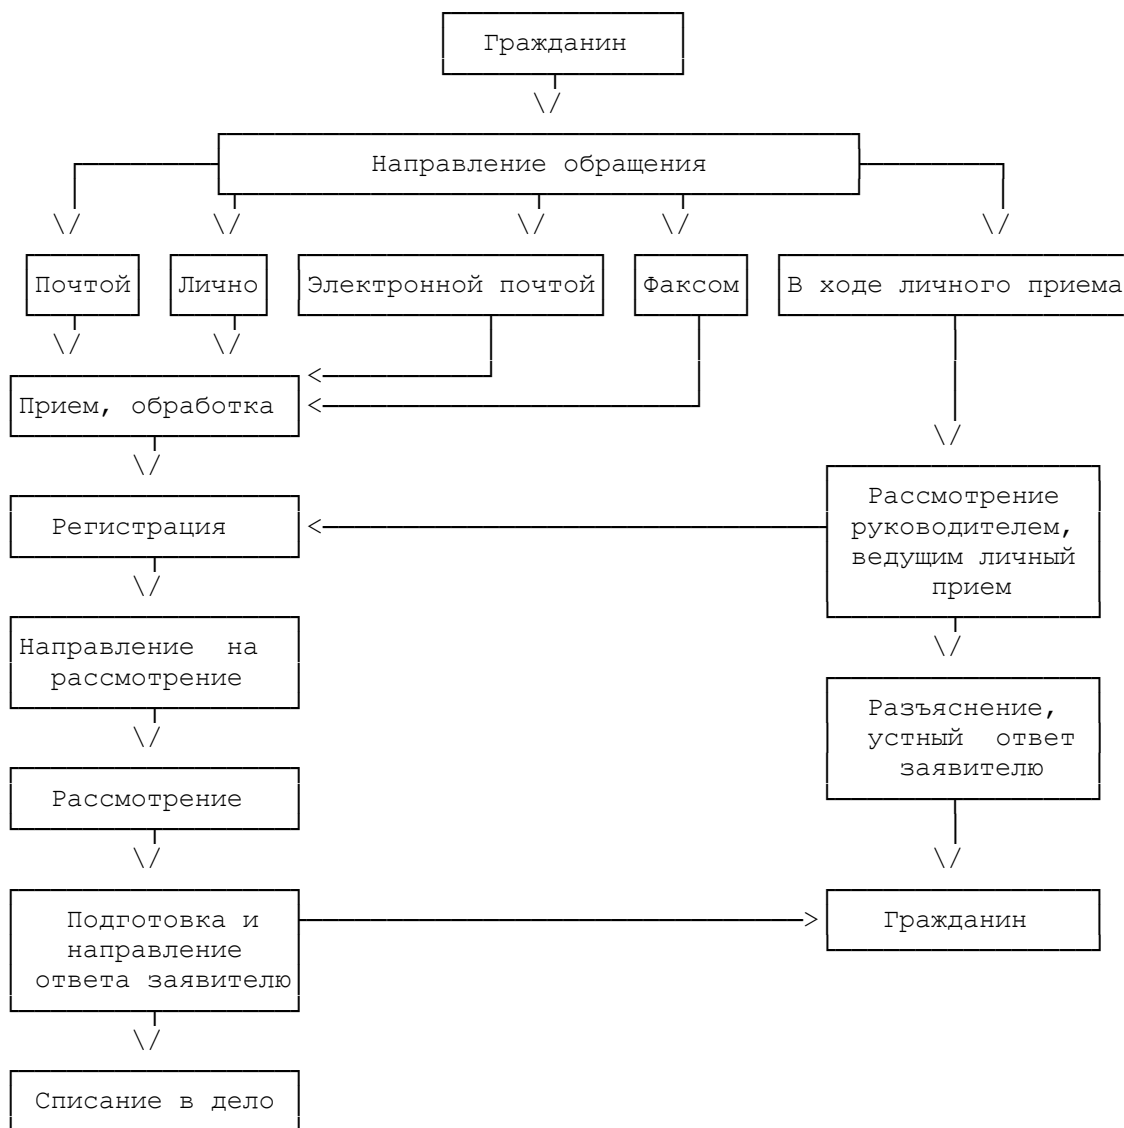 Гражданин
Направление обращения
Почтой
Лично
Электронной почтой
Факсом
В ходе личного приема
Прием, обработка
Регистрация
Рассмотрение
руководителем,
ведущим личный
прием
Направление на
рассмотрение
Разъяснение,
устный ответ
заявителю
Рассмотрение
Подготовка и
направление
ответа заявителю
Гражданин
Списание в дело